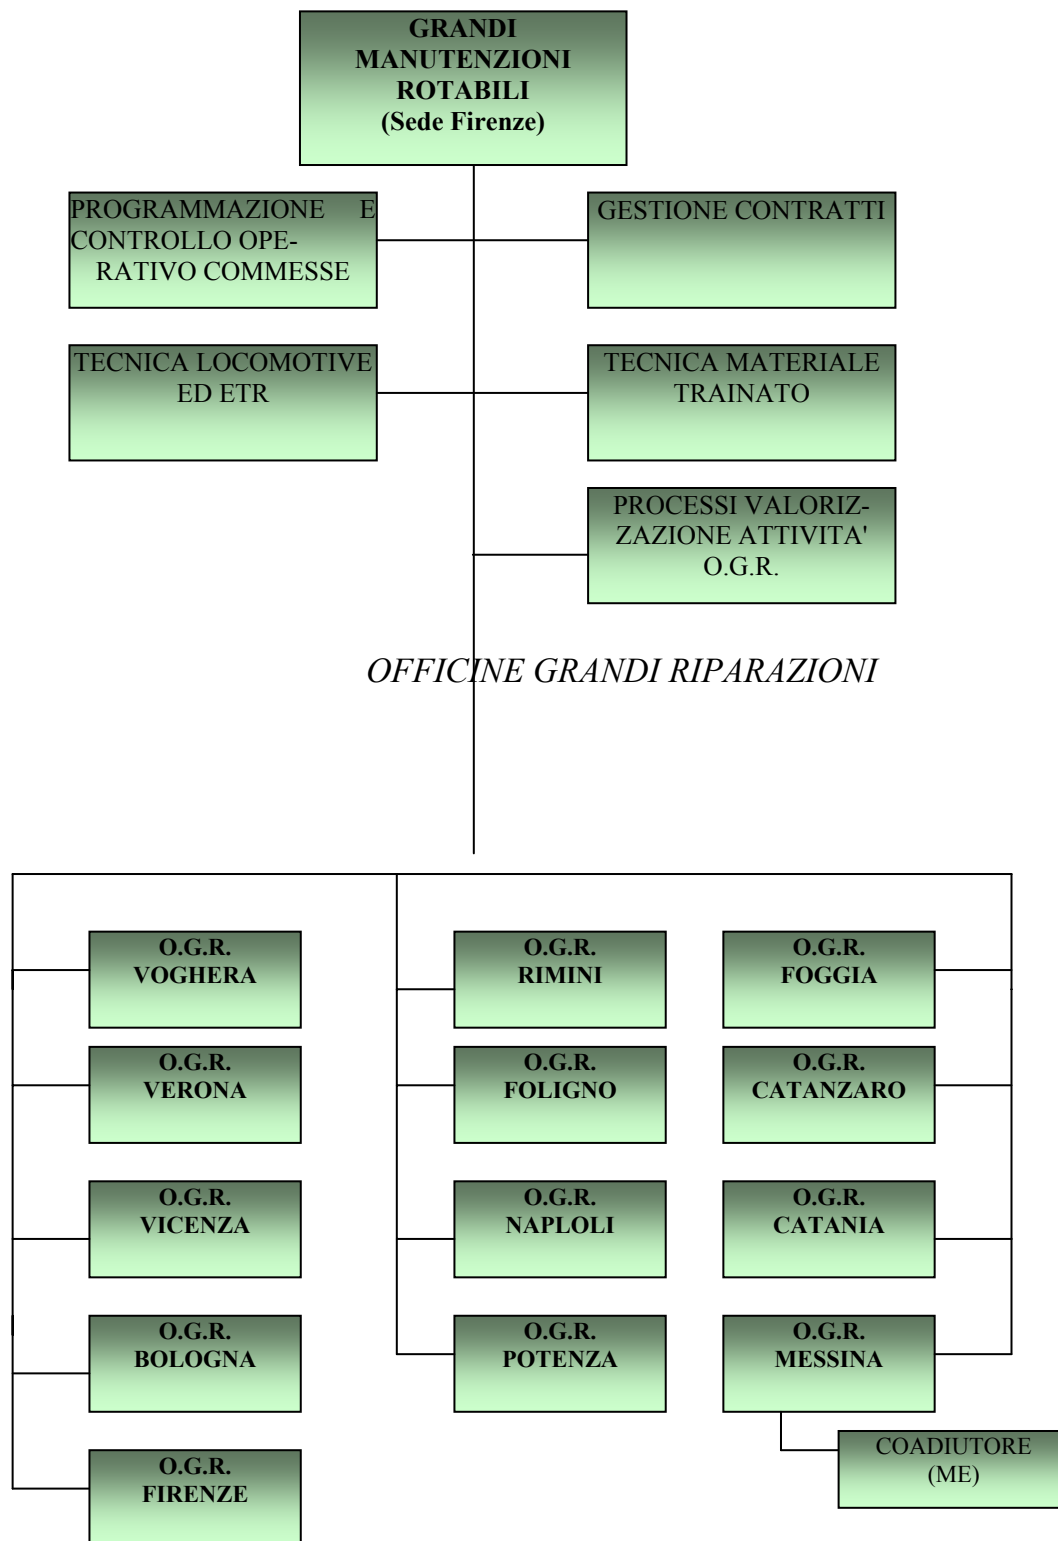 GRANDI
MANUTENZIONI
ROTABILI
(Sede Firenze)
PROGRAMMAZIONE E
CONTROLLO OPE-
RATIVO COMMESSE
GESTIONE CONTRATTI
TECNICA LOCOMOTIVE
ED ETR
TECNICA MATERIALE
TRAINATO
PROCESSI VALORIZ-
ZAZIONE ATTIVITA'
O.G.R.
OFFICINE GRANDI RIPARAZIONI
O.G.R.
VOGHERA
O.G.R.
RIMINI
O.G.R.
FOGGIA
O.G.R.
VERONA
O.G.R.
FOLIGNO
O.G.R.
CATANZARO
O.G.R.
VICENZA
O.G.R.
NAPLOLI
O.G.R.
CATANIA
O.G.R.
BOLOGNA
O.G.R.
POTENZA
O.G.R.
MESSINA
COADIUTORE
(ME)
O.G.R.
FIRENZE